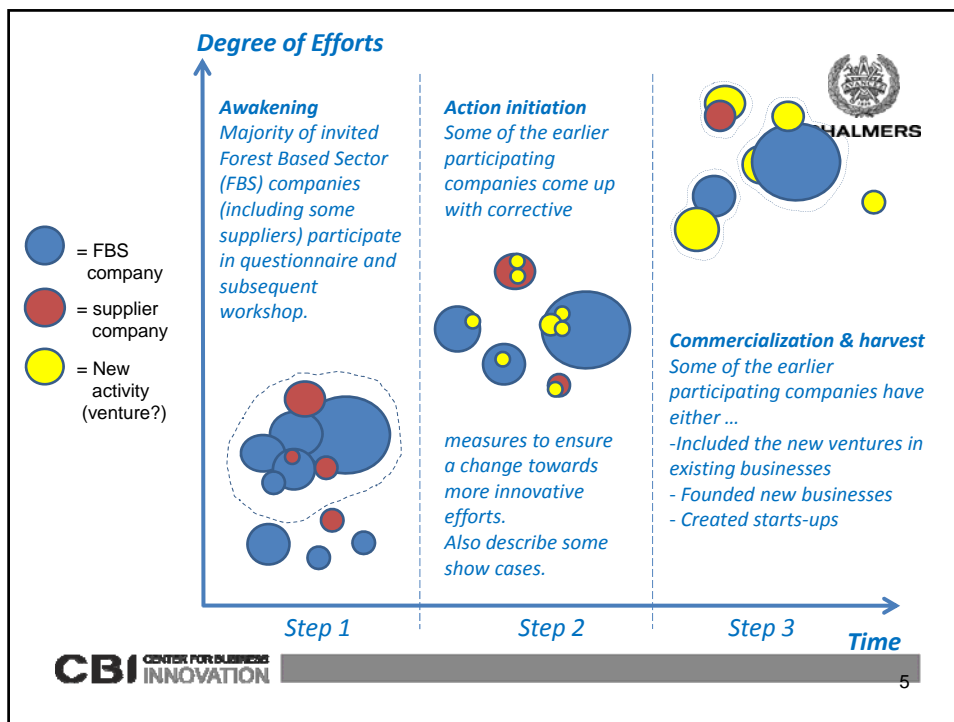 Degree of Efforts
Awakening
Majority of invited
Forest Based Sector
(FBS) companies
(including some
suppliers) participate
in questionnaire and
subsequent
workshop.
Action initiation
Some of the earlier
participating
companies come up
with corrective
measures to ensure
a change towards
more innovative
efforts.
Also describe some
show cases.
HALMERS
Commercialization & harvest
Some of the earlier
participating companies have
either …
-Included the new ventures in
existing businesses
- Founded new businesses
- Created starts-ups
= FBS
company
= supplier
company
= New
activity
(venture?)
Step 1
Step 2
Step 3
Time
CBI CENTER FOR BUSINESS
INNOVATION
5